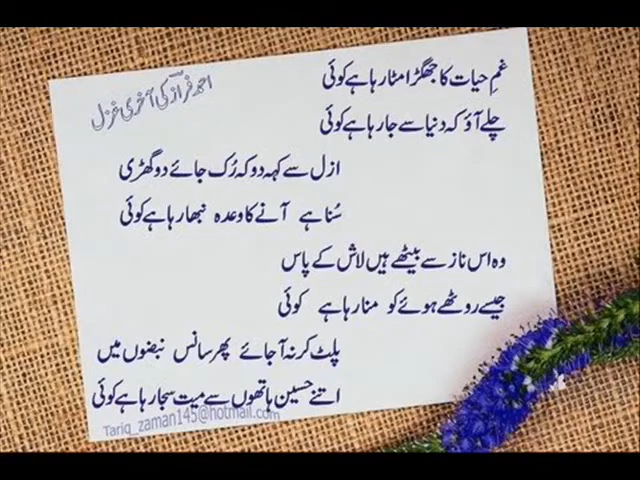 احمد فراز کی آخری غزل
غمِ حیات کا جھگڑا مٹا رہا ہے کوئی
چلے آؤ کہ دنیا سے جا رہا ہے کوئی
ازل سے کہہ دو کہ رُک جائے دو گھڑی
سُنا ہے آنے کا وعدہ نبھا رہا ہے کوئی
وہ اس ناز سے بیٹھے ہیں لاش کے پاس
جیسے روٹھے ہوئے کو منا رہا ہے کوئی
پلٹ کر نہ آ جائے پھر سانس نبضوں میں
اتنے حسین ہاتھوں سے میت سجا رہا ہے کوئی
Tariq_zaman145@hotmail.com